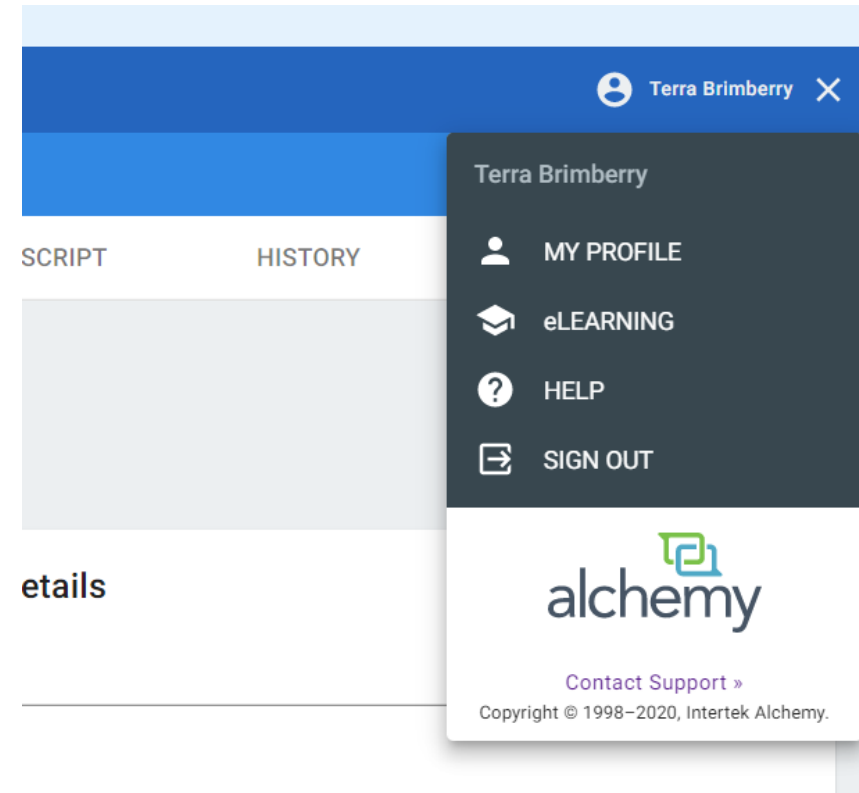 Terra Brimberry
Terra Brimberry
MY PROFILE
SCRIPT
HISTORY
eLEARNING
HELP
SIGN OUT
etails
alchemy
Contact Support »
Copyright © 1998–2020, Intertek Alchemy.